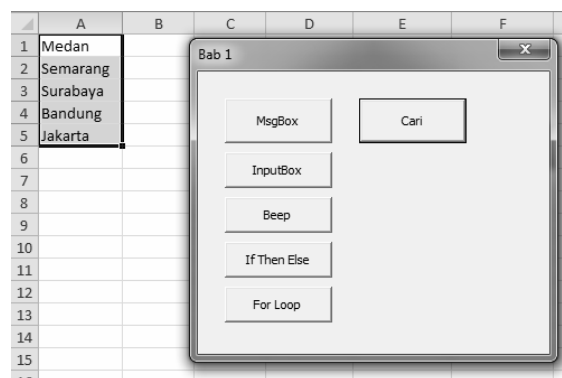 A B C D E F
1 Medan
2 Semarang
3 Surabaya
4 Bandung
5 Jakarta
6
7
8
9
10
11
12
13
14
15
Bab 1
x
MsgBox Cari
InputBox
Beep
If Then Else
For Loop